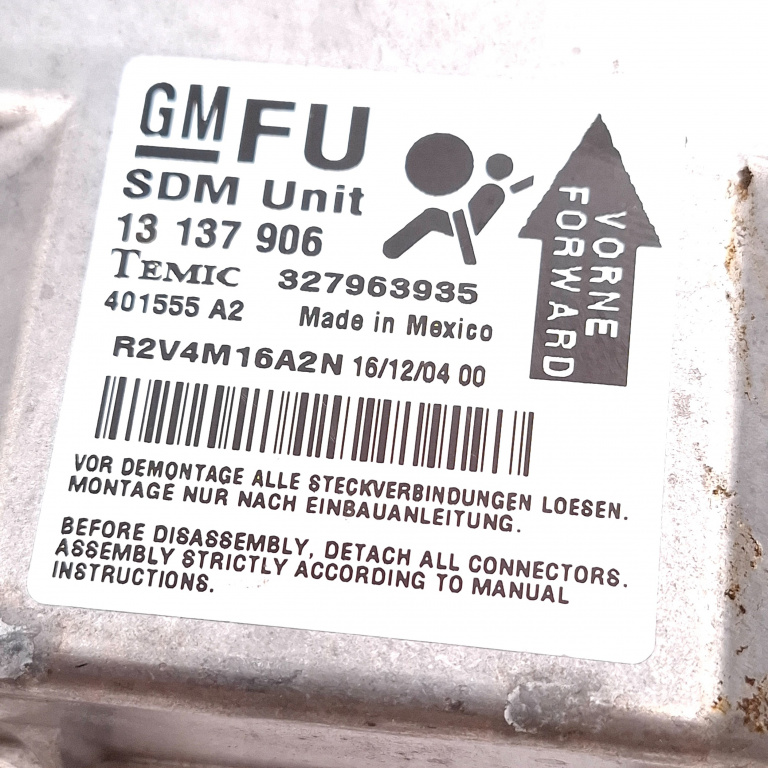 GM FU
SDM Unit
13 137 906
TEMIC 327963935
401555 A2 Made in Mexico
R2V4M16A2N 16/12/04 00
VORNE
FORWARD
VOR DEMONTAGE ALLE STECKVERBINDUNGEN LOESEN.
MONTAGE NUR NACH EINBAUANLEITUNG.
BEFORE DISASSEMBLY, DETACH ALL CONNECTORS.
ASSEMBLY STRICTLY ACCORDING TO MANUAL
INSTRUCTIONS.